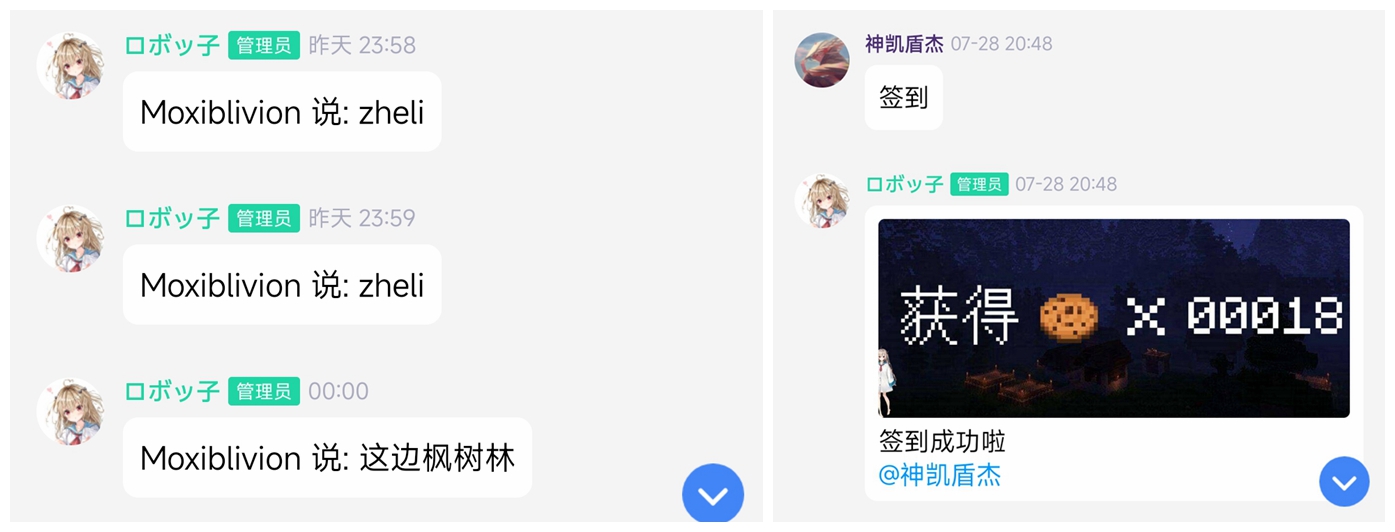 ロボッ子 管理员 昨天 23:58
Moxiblivion 说: zheli
ロボッ子 管理员 昨天 23:59
Moxiblivion 说: zheli
ロボッ子 管理员 00:00
Moxiblivion 说: 这边枫树林
神凯盾杰 07-28 20:48
签到
ロボッ子 管理员 07-28 20:48
获得 x 00018
签到成功啦
@神凯盾杰